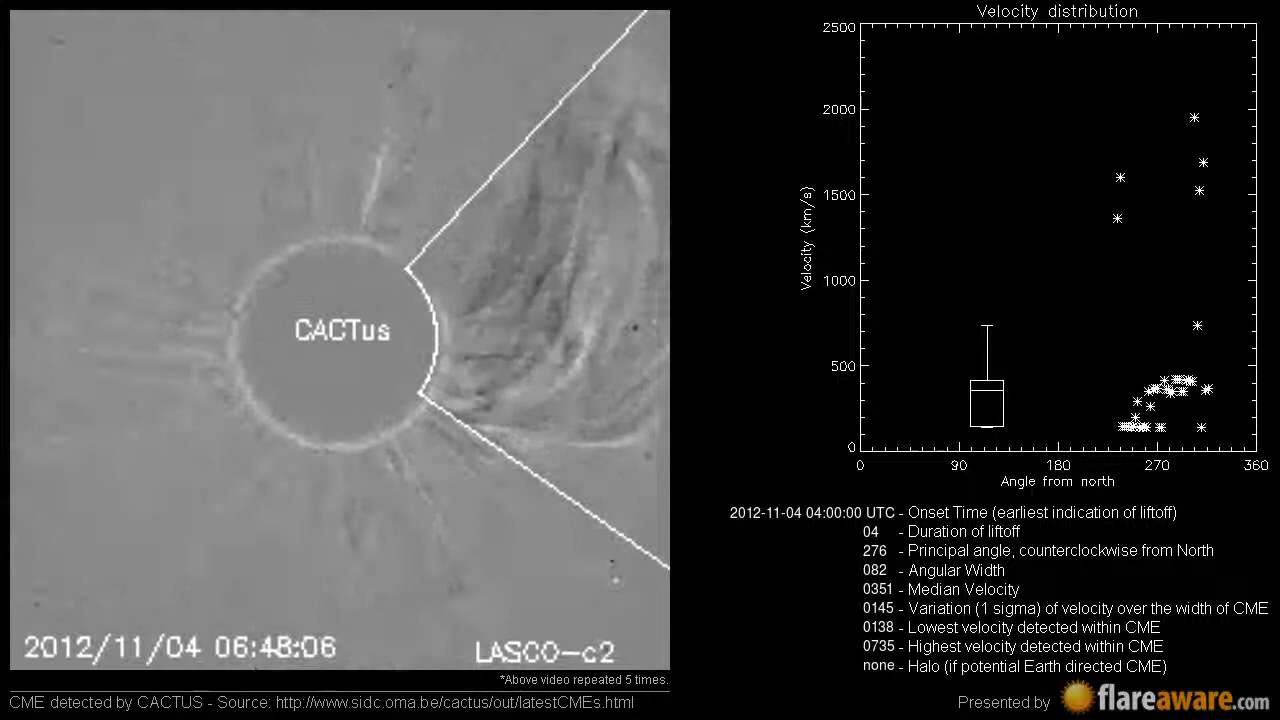 CACTus
2012/11/04 06:48:06
LASCO-c2
*Above video repeated 5 times.
CME detected by CACTUS - Source: http://www.sidc.oma.be/cactus/out/latestCMEs.html
Velocity distribution
2500
2000
1500
1000
500
0
Velocity (km/s)
0 90 180 270 360
Angle from north
2012-11-04 04:00:00 UTC - Onset Time (earliest indication of liftoff)
04 - Duration of liftoff
276 - Principal angle, counterclockwise from North
082 - Angular Width
0351 - Median Velocity
0145 - Variation (1 sigma) of velocity over the width of CME
0138 - Lowest velocity detected within CME
0735 - Highest velocity detected within CME
none - Halo (if potential Earth directed CME)
Presented by flareaware.com